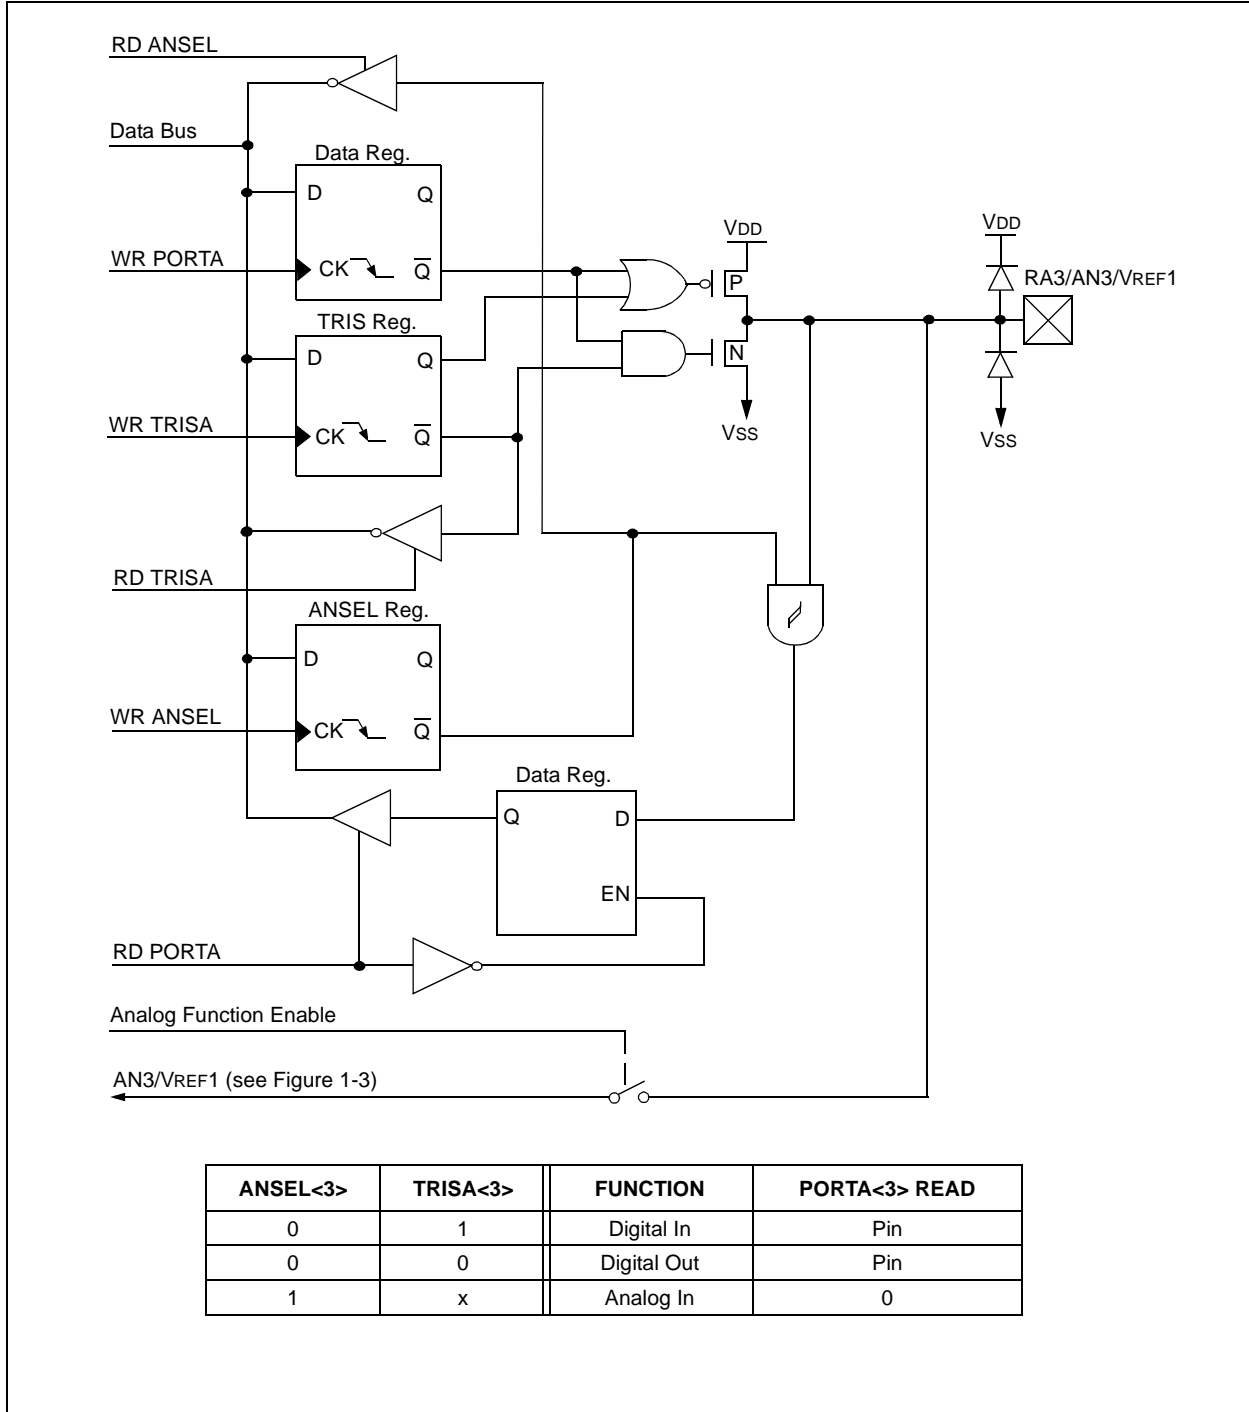 RD ANSEL
Data Bus
Data Reg.
D Q
WR PORTA
CK Q̅
VDD
P
VDD
RA3/AN3/VREF1
TRIS Reg.
D Q
N
WR TRISA
CK Q̅
VSS
VSS
RD TRISA
ANSEL Reg.
D Q
WR ANSEL
CK Q̅
Data Reg.
Q D
EN
RD PORTA
Analog Function Enable
AN3/VREF1 (see Figure 1-3)
ANSEL<3> TRISA<3> FUNCTION PORTA<3> READ
0 1 Digital In Pin
0 0 Digital Out Pin
1 x Analog In 0